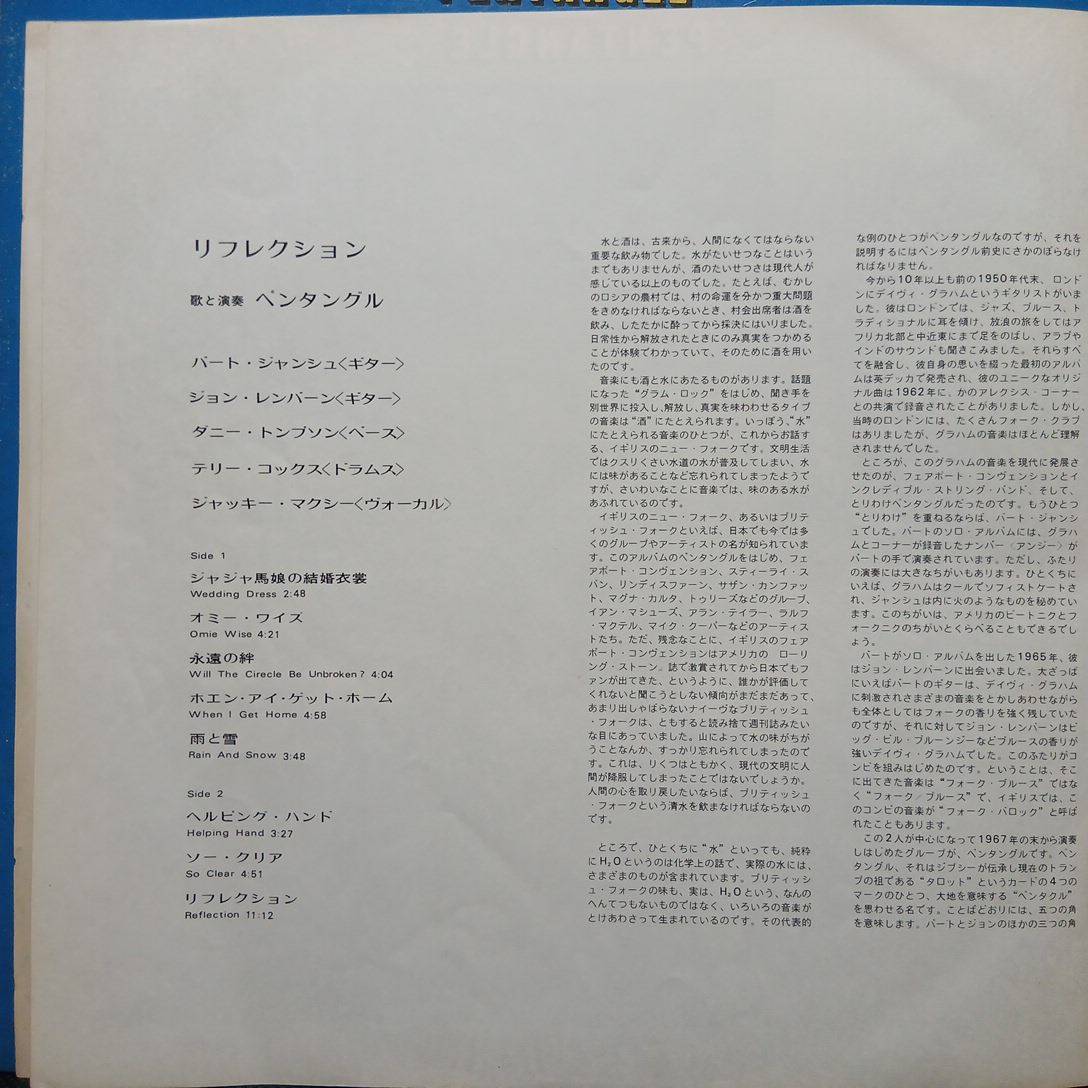 リフレクション
歌と演奏 ペンタングル
バート・ジャンシュ〈ギター〉
ジョン・レンバーン〈ギター〉
ダニー・トンプソン〈ベース〉
テリー・コックス〈ドラムス〉
ジャッキー・マクシー〈ヴォーカル〉
Side 1
ジャジャ馬娘の結婚衣裳
Wedding Dress 2:48
オミー・ワイズ
Omie Wise 4:21
永遠の絆
Will The Cirecle Be Unbroken? 4:04
ホエン・アイ・ゲット・ホーム
When I Get Home 4:58
雨と雪
Rain And Snow 3:48
Side 2
ヘルピング・ハンド
Helping Hand 3:27
ソー・クリア
So Clear 4:51
リフレクション
Reflection 11:12
水と酒は、古来から、人間になくてはならない
重要な飲み物でした。水がたいせつなことはいう
までもありませんが、酒のたいせつさは現代人が
感じている以上のものでした。たとえば、むかし
のロシアの農村では、村の命運を分かつ重大問題
をきめなければならないとき、村会出席者は酒を
飲み、したたかに酔ってから採決にはいりました。
日常性から解放されたときにのみ真実をつかめる
ことが体験でわかっていて、そのために酒を用い
たのです。
音楽にも酒と水にあたるものがあります。話題
になった“グラム・ロック”をはじめ、聞き手を
別世界に投入し、解放し、真実を味わわせるタイプ
の音楽は“酒”にたとえられます。いっぽう、“水”
にたとえられる音楽のひとつが、これからお話す
る、イギリスのニュー・フォークです。文明生活
ではクスリくさい水道の水が普及してしまい、水
には味があることなど忘れられてしまったようで
すが、さいわいなことに音楽では、味のある水が
あふれているのです。
イギリスのニュー・フォーク、あるいはブリテ
ィッシュ・フォークといえば、日本でも今では多
くのグループやアーティストの名が知られていま
す。このアルバムのペンタングルをはじめ、フェ
アポート・コンヴェンション、スティーライ・ス
パン、リンディスファーン、サザン・カンファッ
ト、マグナ・カルタ、トゥリーズなどのグループ、
イアン・マシューズ、アラン・テイラー、ラルフ
・マクテル、マイク・クーパーなどのアーティス
トたち。ただ、残念なことに、イギリスのフェア
ポート・コンヴェンションはアメリカの ローリ
ング・ストーン。誌で激賞されてから日本でもフ
ァンが出てきた、というように、誰かが評価して
くれないと聞こうとしない傾向がまだまだあって、
あまり出しゃばらないナイーヴなブリティッシュ
・フォークは、ともすると読み捨て週刊誌みたい
な目にあっていました。山によって水の味がちが
うことなんか、すっかり忘れられてしまったので
す。これは、りくつはともかく、現代の文明に人
間が降服してしまったことではないでしょうか。
人間の心を取り戻したいならば、ブリティッシュ
・フォークという清水を飲まなければならないの
です。
ところで、ひとくちに“水”といっても、純粋
にH₂Oというのは化学上の話で、実際の水には、
さまざまのものが含まれています。ブリティッシ
ュ・フォークの味も、実は、H₂Oという、なんの
へんてつもないものではなく、いろいろの音楽が
とけあわさって生まれているのです。その代表的
な例のひとつがペンタングルなのですが、それを
説明するにはペンタングル前史にさかのぼらなけ
ればなりません。
今から10年以上も前の1950年代末、ロンド
ンにデイヴィ・グラハムというギタリストがいま
した。彼はロンドンでは、ジャズ、ブルース、ト
ラディショナルに耳を傾け、放浪の旅をしてはア
フリカ北部と中近東にまで足をのばし、アラブや
インドのサウンドも聞きこみました。それらすべ
てを融合し、彼自身の思いを綴った最初のアルバ
ムは英デッカで発売され、彼のユニークなオリジ
ナル曲は1962年に、かのアレクシス・コーナー
との共演で録音されたことがありました。しかし、
当時のロンドンには、たくさんフォーク・クラブ
はありましたが、グラハムの音楽はほとんど理解
されませんでした。
ところが、このグラハムの音楽を現代に発展さ
せたのが、フェアポート・コンヴェンションとイ
ンクレディブル・ストリング・バンド、そして、
とりわけペンタングルだったのです。もうひとつ
“とりわけ”を重ねるならば、バート・ジャンシ
ュでした。バートのソロ・アルバムには、グラハ
ムとコーナーが録音したナンバー〈アンジー〉が
バートの手で演奏されています。ただし、ふたり
の演奏には大きなちがいもあります。ひとくちに
いえば、グラハムはクールでソフィストケートさ
れ、ジャンシュは内に火のようなものを秘めてい
ます。このちがいは、アメリカのビートニクとフ
ォークニクのちがいとくらべることもできるでし
ょう。
バートがソロ・アルバムを出した1965年、彼
はジョン・レンバーンに出会いました。大ざっぱ
にいえばバートのギターは、デイヴィ・グラハム
に刺激されさまざまの音楽をとかしあわせながら
も全体としてはフォークの香りを強く残していた
のですが、それに対してジョン・レンバーンはビ
ッグ・ビル・ブルーンジーなどブルースの香りが
強いデイヴィ・グラハムでした。このふたりがコ
ンビを組みはじめたのです。ということは、そこ
に出てきた音楽は“フォーク・ブルース”ではな
く“フォーク／ブルース”で、イギリスでは、こ
のコンビの音楽が“フォーク・バロック”と呼ば
れたこともあります。
この2人が中心になって1967年の末から演奏
しはじめたグループが、ペンタングルです。ペン
タングル、それはジプシーが伝承し現在のトラン
プの祖である“タロット”というカードの4つの
マークのひとつ、大地を意味する“ペンタクル”
を思わせる名です。ことばどおりには、五つの角
を意味します。バートとジョンのほかの三つの角